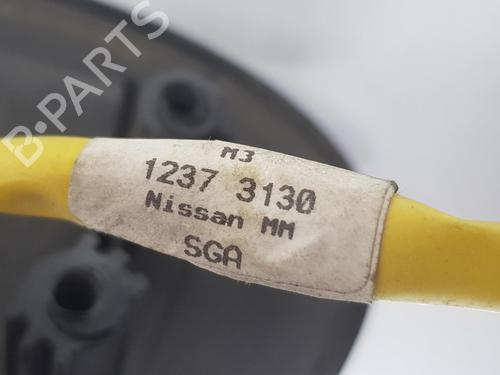 B-PARTS
M3
1237 3130
Nissan MM
SGA